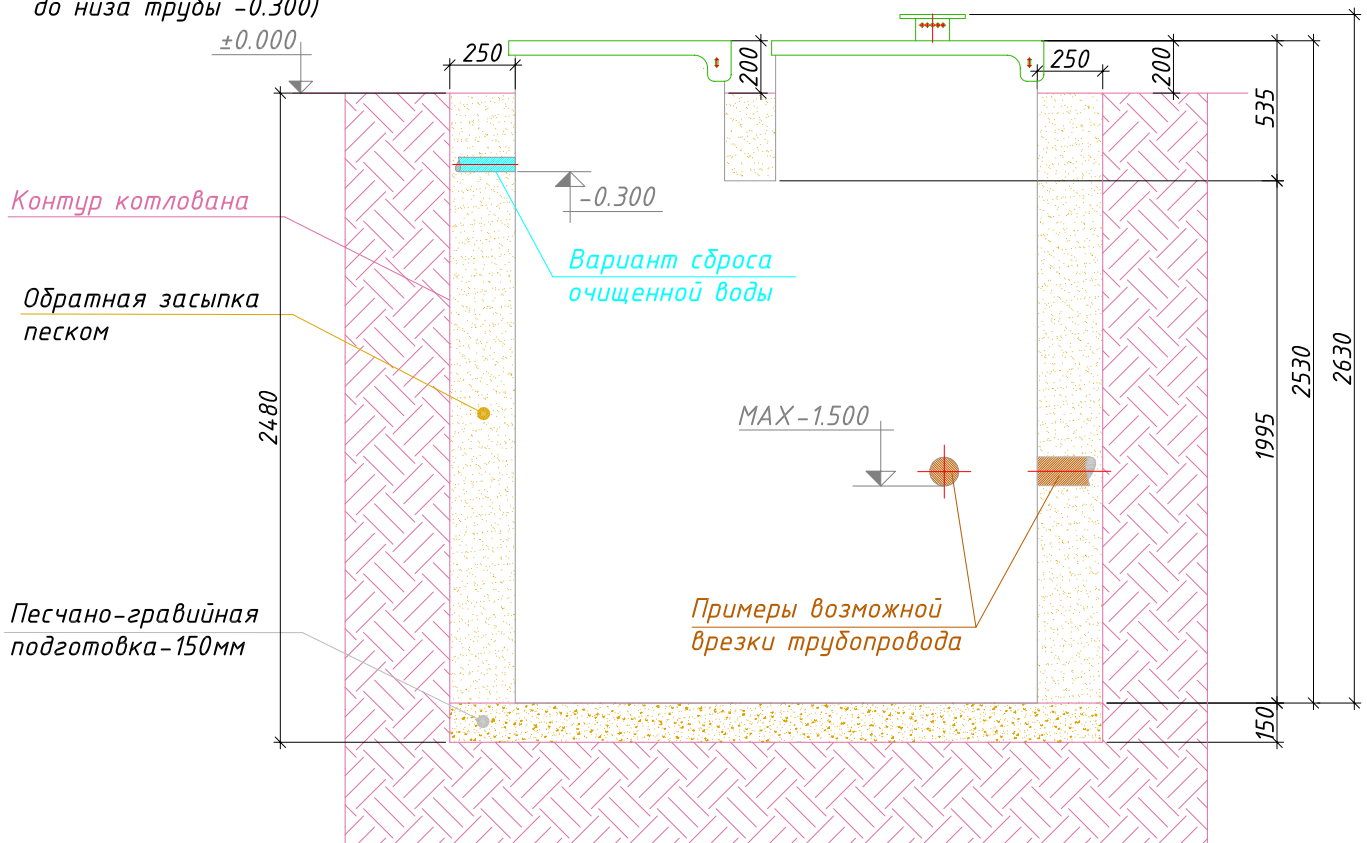 до низа трубы -0.300)
±0.000
250
200
250
200
535
-0.300
Контур котлована
Вариант сброса
очищенной воды
Обратная засыпка
песком
2480
MAX-1.500
1995
2530
2630
Песчано-гравийная
подготовка-150мм
Примеры возможной
врезки трубопровода
150